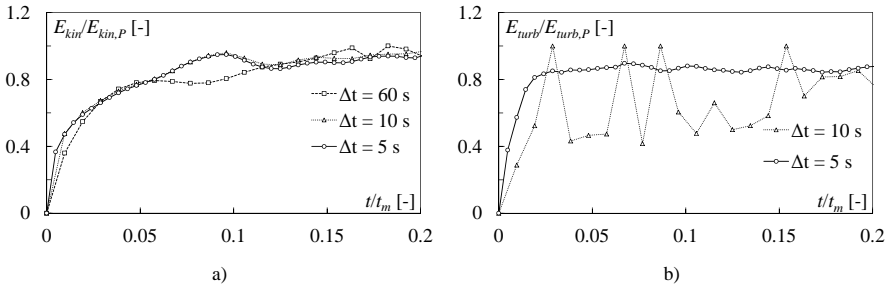 E_kin/E_kin,P [-]
1.2
0.8
0.4
0
Δt = 60 s
Δt = 10 s
Δt = 5 s
t/t_m [-]
0 0.05 0.1 0.15 0.2
a)
E_turb/E_turb,P [-]
1.2
0.8
0.4
0
Δt = 10 s
Δt = 5 s
t/t_m [-]
0 0.05 0.1 0.15 0.2
b)